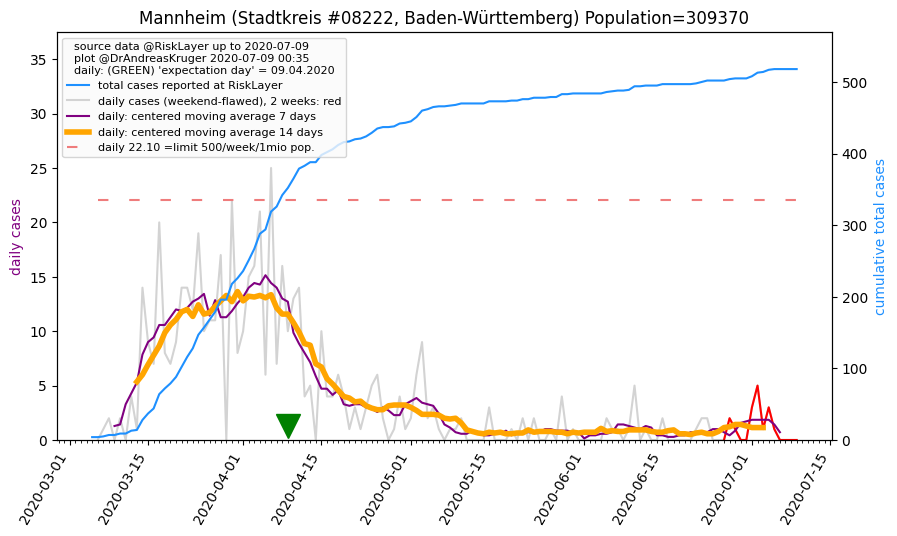 Mannheim (Stadtkreis #08222, Baden-Württemberg) Population=309370
source data @RiskLayer up to 2020-07-09
plot @DrAndreasKruger 2020-07-09 00:35
daily: (GREEN) 'expectation day' = 09.04.2020
total cases reported at RiskLayer
daily cases (weekend-flawed), 2 weeks: red
daily: centered moving average 7 days
daily: centered moving average 14 days
daily 22.10 =limit 500/week/1mio pop.
daily cases
35
30
25
20
15
10
5
0
500
400
300
200
100
0
cumulative total cases
2020-03-01
2020-03-15
2020-04-01
2020-04-15
2020-05-01
2020-05-15
2020-06-01
2020-06-15
2020-07-01
2020-07-15